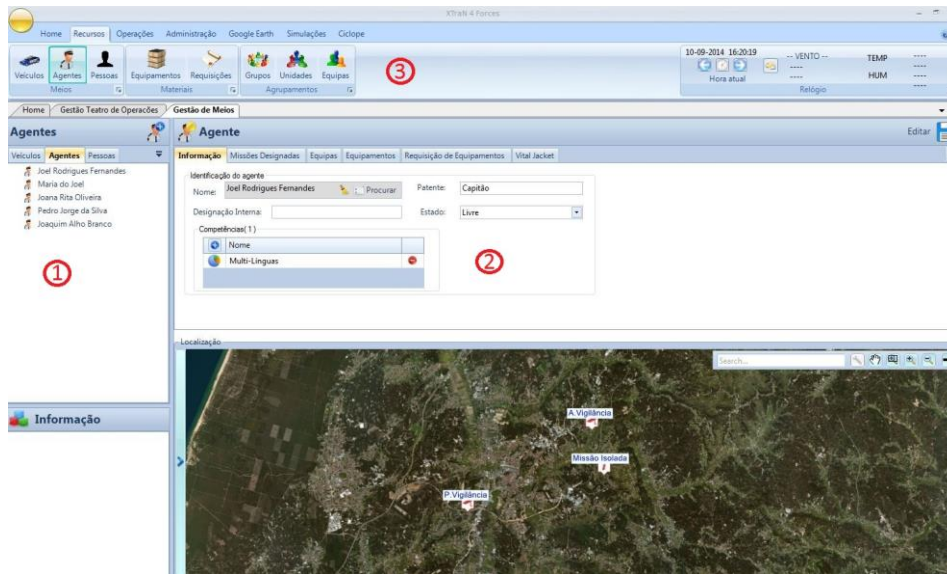 XTraN 4 Forces
Home Recursos Operações Administração Google Earth Simulações Ciclope
Veículos Agentes Pessoas Equipamentos Requisições Grupos Unidades Equipas
Meios Materiais Agrupamentos
3
10-09-2014 16:20:19
Hora atual
-- VENTO --
----
----
TEMP ----
HUM ----
----
Relógio
Home Gestão Teatro de Operacões Gestão de Meios
Agentes
Veículos Agentes Pessoas
Joel Rodrigues Fernandes
Maria do Joel
Joana Rita Oliveira
Pedro Jorge da Silva
Joaquim Alho Branco
1
Informação
Agente
Editar
Informação Missões Designadas Equipas Equipamentos Requisição de Equipamentos Vital Jacket
Identificação do agente
Nome: Joel Rodrigues Fernandes Procurar Patente: Capitão
Designação Interna: Estado: Livre
Competências( 1 )
Nome
Multi-Línguas
2
Localização
Search...
A.Vigilância
Missão Isolada
P.Vigilância